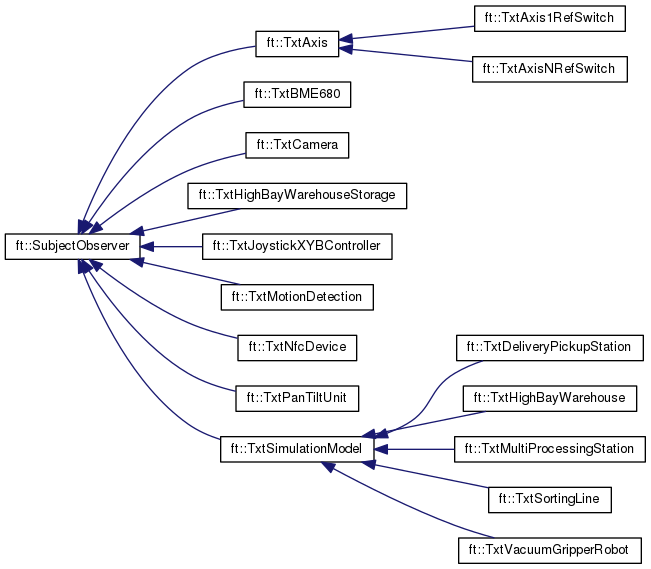 ft::TxtAxis1RefSwitch
ft::TxtAxis
ft::TxtAxisNRefSwitch
ft::TxtBME680
ft::TxtCamera
ft::TxtHighBayWarehouseStorage
ft::SubjectObserver
ft::TxtJoystickXYBController
ft::TxtMotionDetection
ft::TxtNfcDevice
ft::TxtDeliveryPickupStation
ft::TxtPanTiltUnit
ft::TxtHighBayWarehouse
ft::TxtSimulationModel
ft::TxtMultiProcessingStation
ft::TxtSortingLine
ft::TxtVacuumGripperRobot